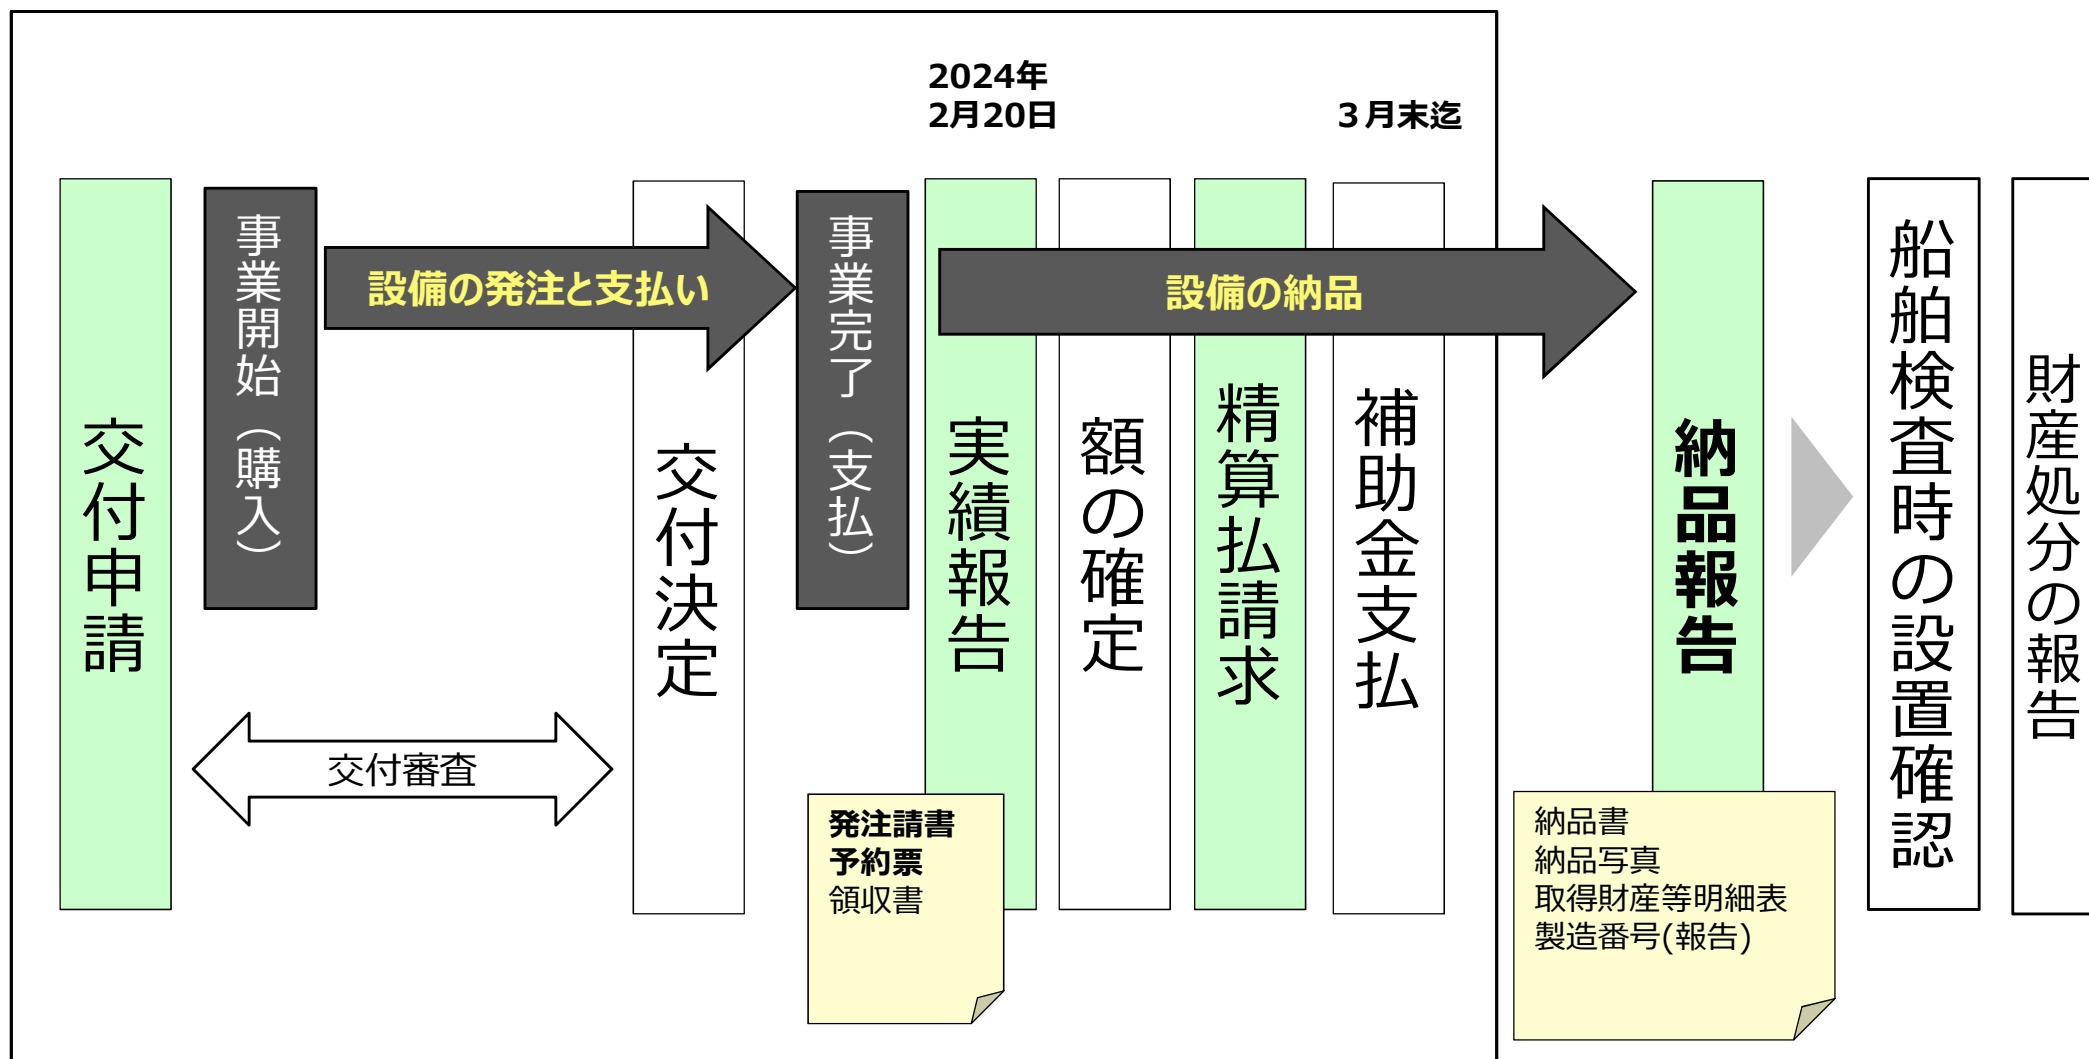 2024年
2月20日
３月末迄
交付申請
事業開始（購入）
設備の発注と支払い
交付審査
交付決定
事業完了（支払）
実績報告
発注請書
予約票
領収書
額の確定
設備の納品
精算払請求
補助金支払
納品報告
納品書
納品写真
取得財産等明細表
製造番号(報告)
船舶検査時の設置確認
財産処分の報告